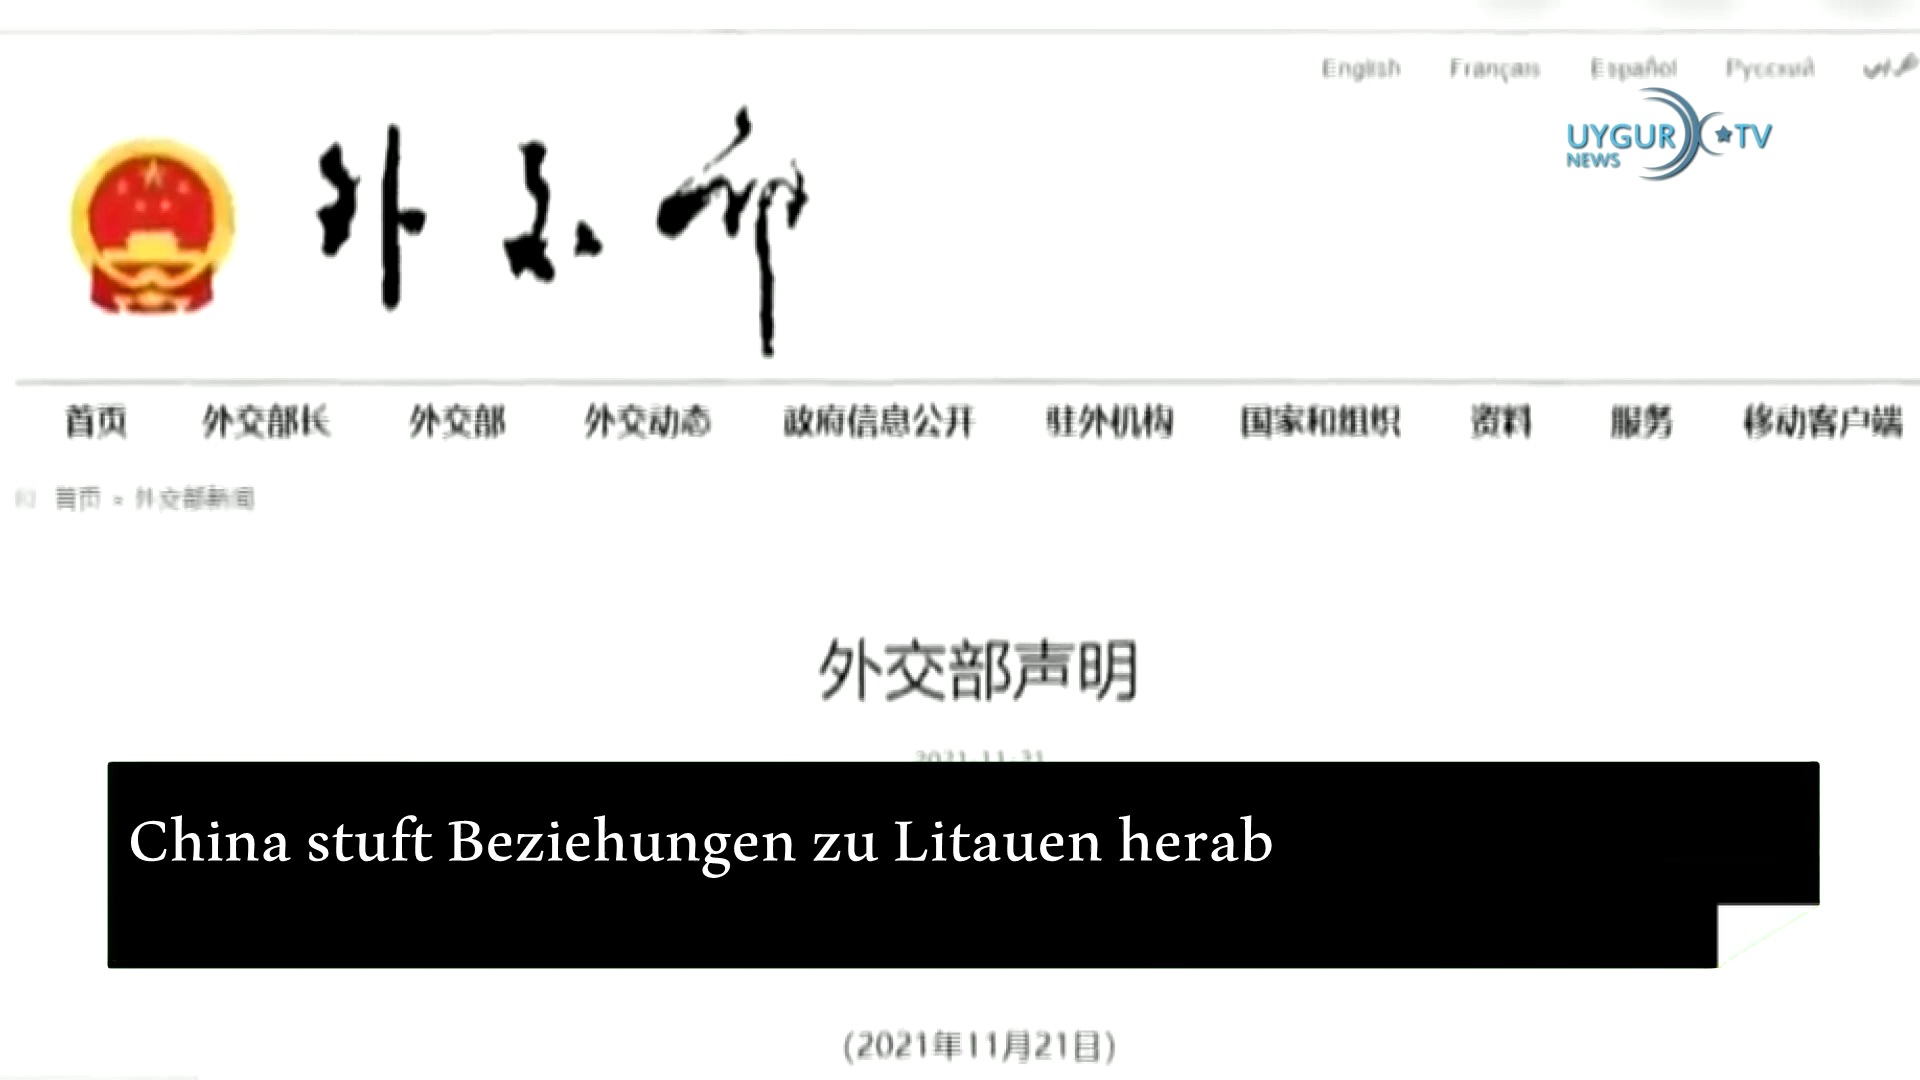 English Français Español Русский عربي
UYGUR TV
NEWS
外交部
首页 外交部长 外交部 外交动态 政府信息公开 驻外机构 国家和组织 资料 服务 移动客户端
首页 > 外交部新闻
外交部声明
2021-11-21
China stuft Beziehungen zu Litauen herab
(2021年11月21日)